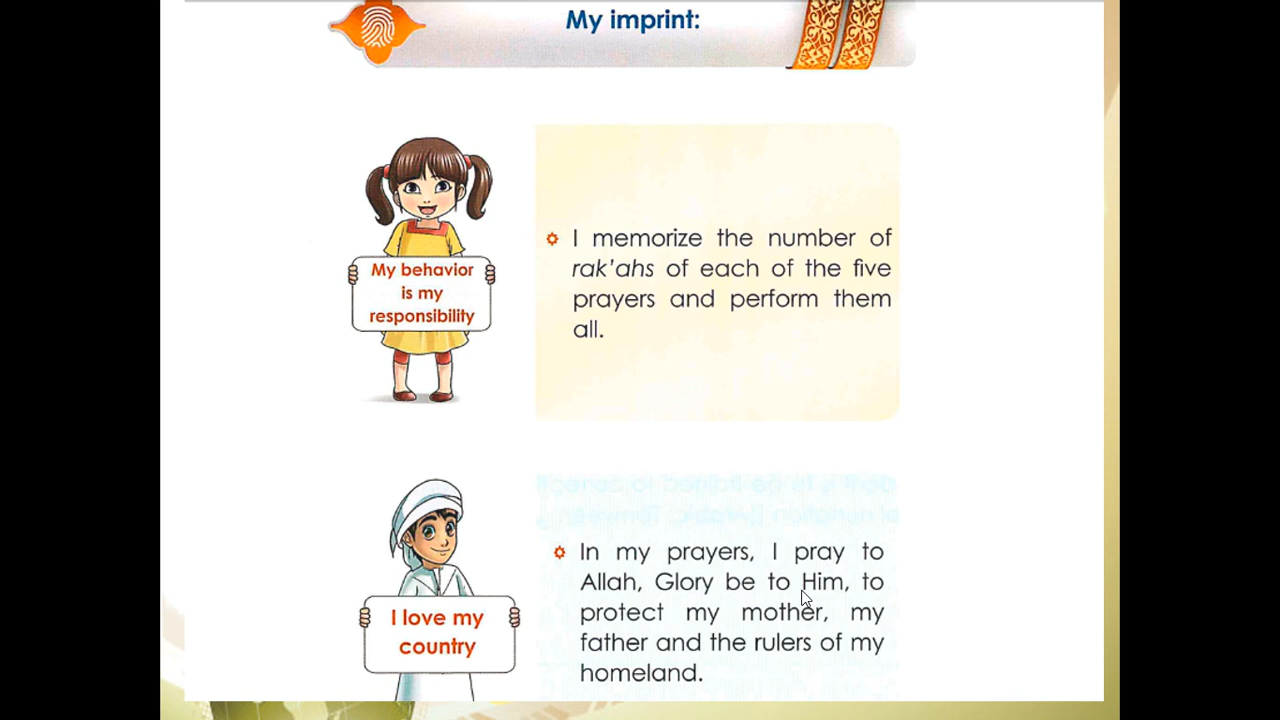 My imprint:
My behavior
is my
responsibility
I memorize the number of
rak'ahs of each of the five
prayers and perform them
all.
I love my
country
In my prayers, I pray to
Allah, Glory be to Him, to
protect my mother, my
father and the rulers of my
homeland.